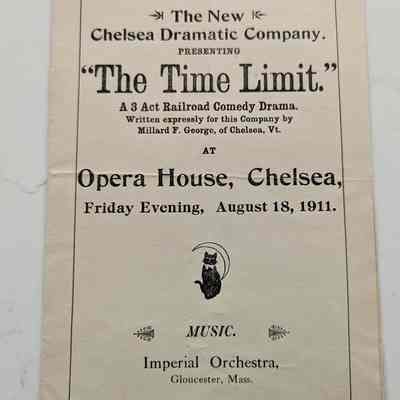 The New
Chelsea Dramatic Company.
PRESENTING
"The Time Limit."
A 3 Act Railroad Comedy Drama.
Written expressly for this Company by
Millard F. George, of Chelsea, Vt.
AT
Opera House, Chelsea,
Friday Evening, August 18, 1911.
MUSIC.
Imperial Orchestra,
Gloucester, Mass.